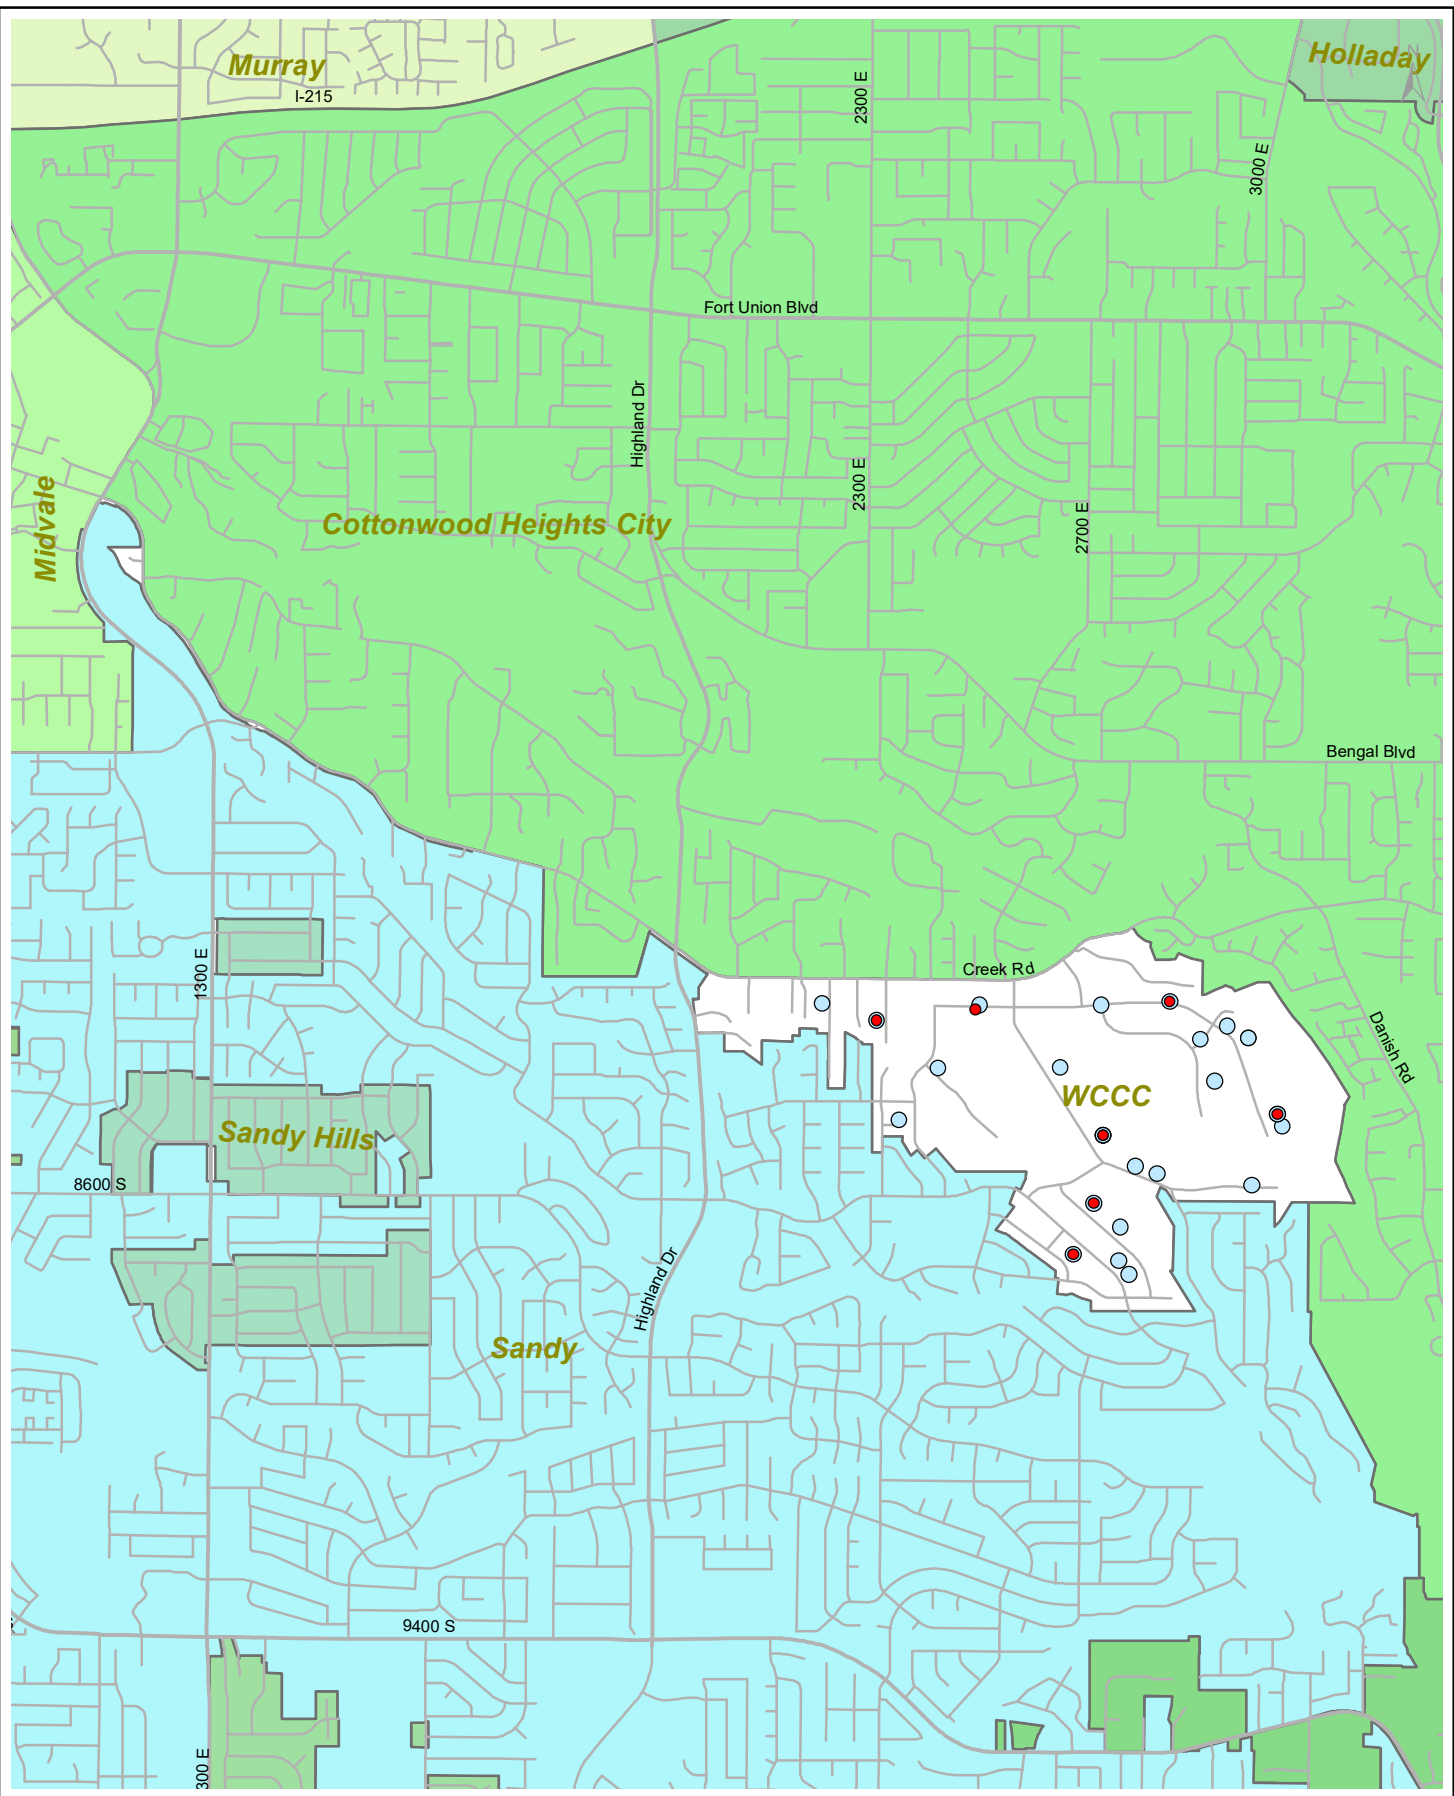 Murray
Holladay
I-215
2300 E
3000 E
Fort Union Blvd
Highland Dr
2300 E
Midvale
Cottonwood Heights City
2700 E
Bengal Blvd
1300 E
Creek Rd
Danish Rd
WCCC
Sandy Hills
8600 S
Highland Dr
Sandy
9400 S
300 E